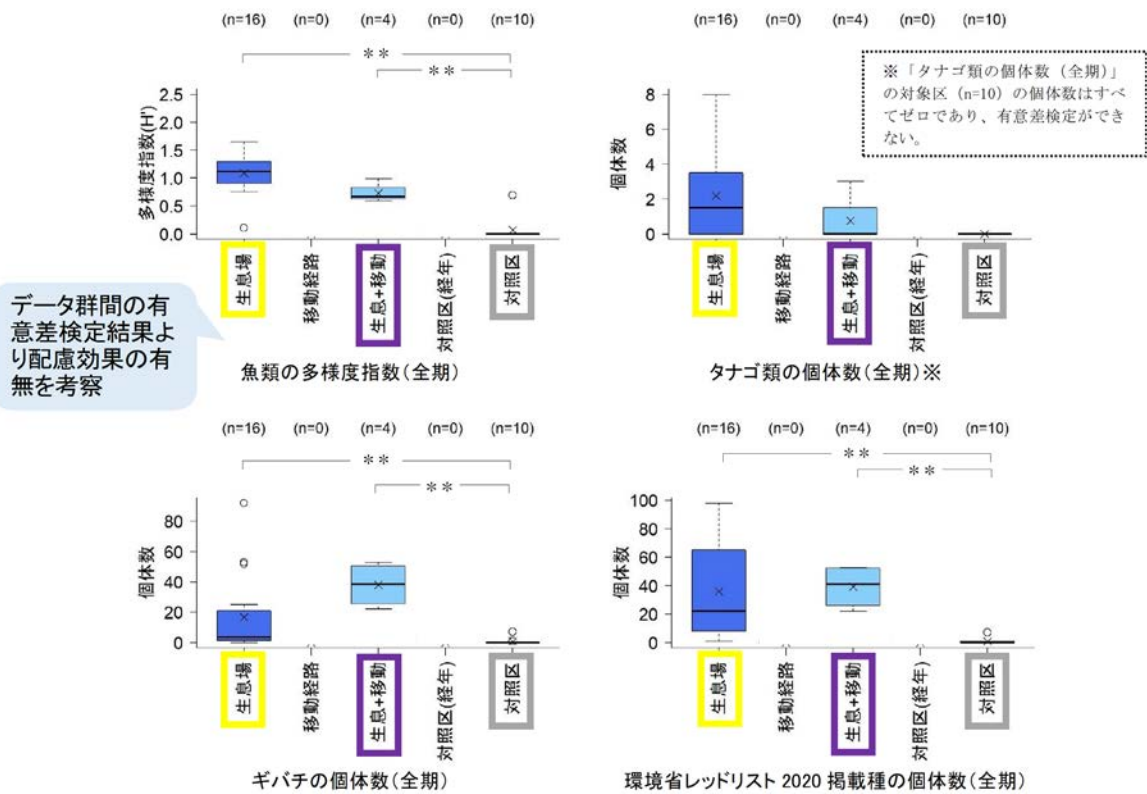 (n=16) (n=0) (n=4) (n=0) (n=10)
** 
**
多様度指数(H')
2.5
2.0
1.5
1.0
0.5
0.0
生息場
移動経路
生息+移動
対照区(経年)
対照区
魚類の多様度指数(全期)
(n=16) (n=0) (n=4) (n=0) (n=10)
※「タナゴ類の個体数(全期)」
の対象区(n=10)の個体数はすべ
てゼロであり、有意差検定ができ
ない。
個体数
8
6
4
2
0
生息場
移動経路
生息+移動
対照区(経年)
対照区
タナゴ類の個体数(全期)※
データ群間の有
意差検定結果よ
り配慮効果の有
無を考察
(n=16) (n=0) (n=4) (n=0) (n=10)
**
**
個体数
80
60
40
20
0
生息場
移動経路
生息+移動
対照区(経年)
対照区
ギバチの個体数(全期)
(n=16) (n=0) (n=4) (n=0) (n=10)
**
**
個体数
100
80
60
40
20
0
生息場
移動経路
生息+移動
対照区(経年)
対照区
環境省レッドリスト 2020 掲載種の個体数(全期)